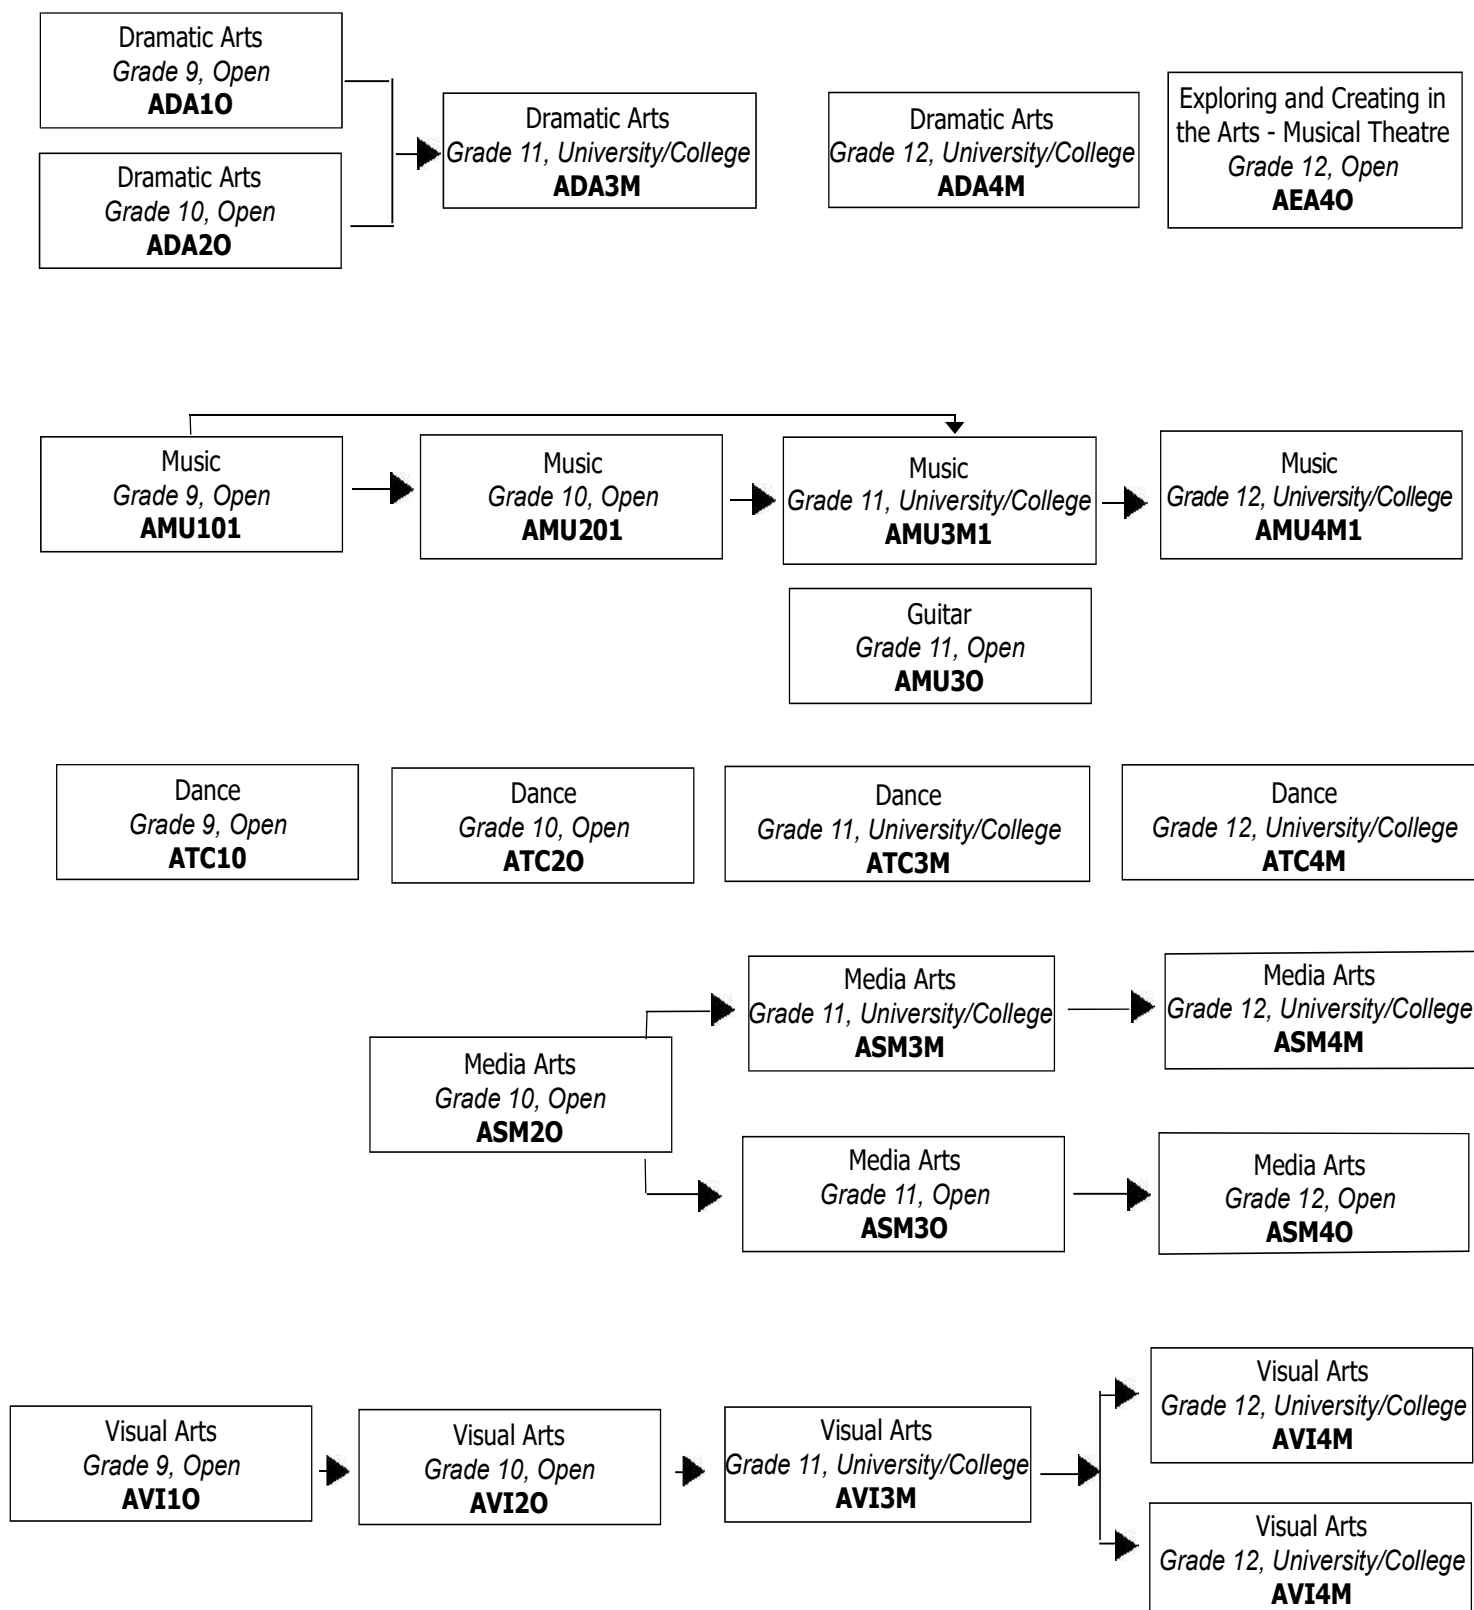 Dramatic Arts
Grade 9, Open
ADA1O
Dramatic Arts
Grade 10, Open
ADA2O
Dramatic Arts
Grade 11, University/College
ADA3M
Dramatic Arts
Grade 12, University/College
ADA4M
Exploring and Creating in
the Arts - Musical Theatre
Grade 12, Open
AEA4O
Music
Grade 9, Open
AMU101
Music
Grade 10, Open
AMU201
Music
Grade 11, University/College
AMU3M1
Music
Grade 12, University/College
AMU4M1
Guitar
Grade 11, Open
AMU3O
Dance
Grade 9, Open
ATC10
Dance
Grade 10, Open
ATC2O
Dance
Grade 11, University/College
ATC3M
Dance
Grade 12, University/College
ATC4M
Media Arts
Grade 10, Open
ASM2O
Media Arts
Grade 11, University/College
ASM3M
Media Arts
Grade 12, University/College
ASM4M
Media Arts
Grade 11, Open
ASM3O
Media Arts
Grade 12, Open
ASM4O
Visual Arts
Grade 9, Open
AVI1O
Visual Arts
Grade 10, Open
AVI2O
Visual Arts
Grade 11, University/College
AVI3M
Visual Arts
Grade 12, University/College
AVI4M
Visual Arts
Grade 12, University/College
AVI4M